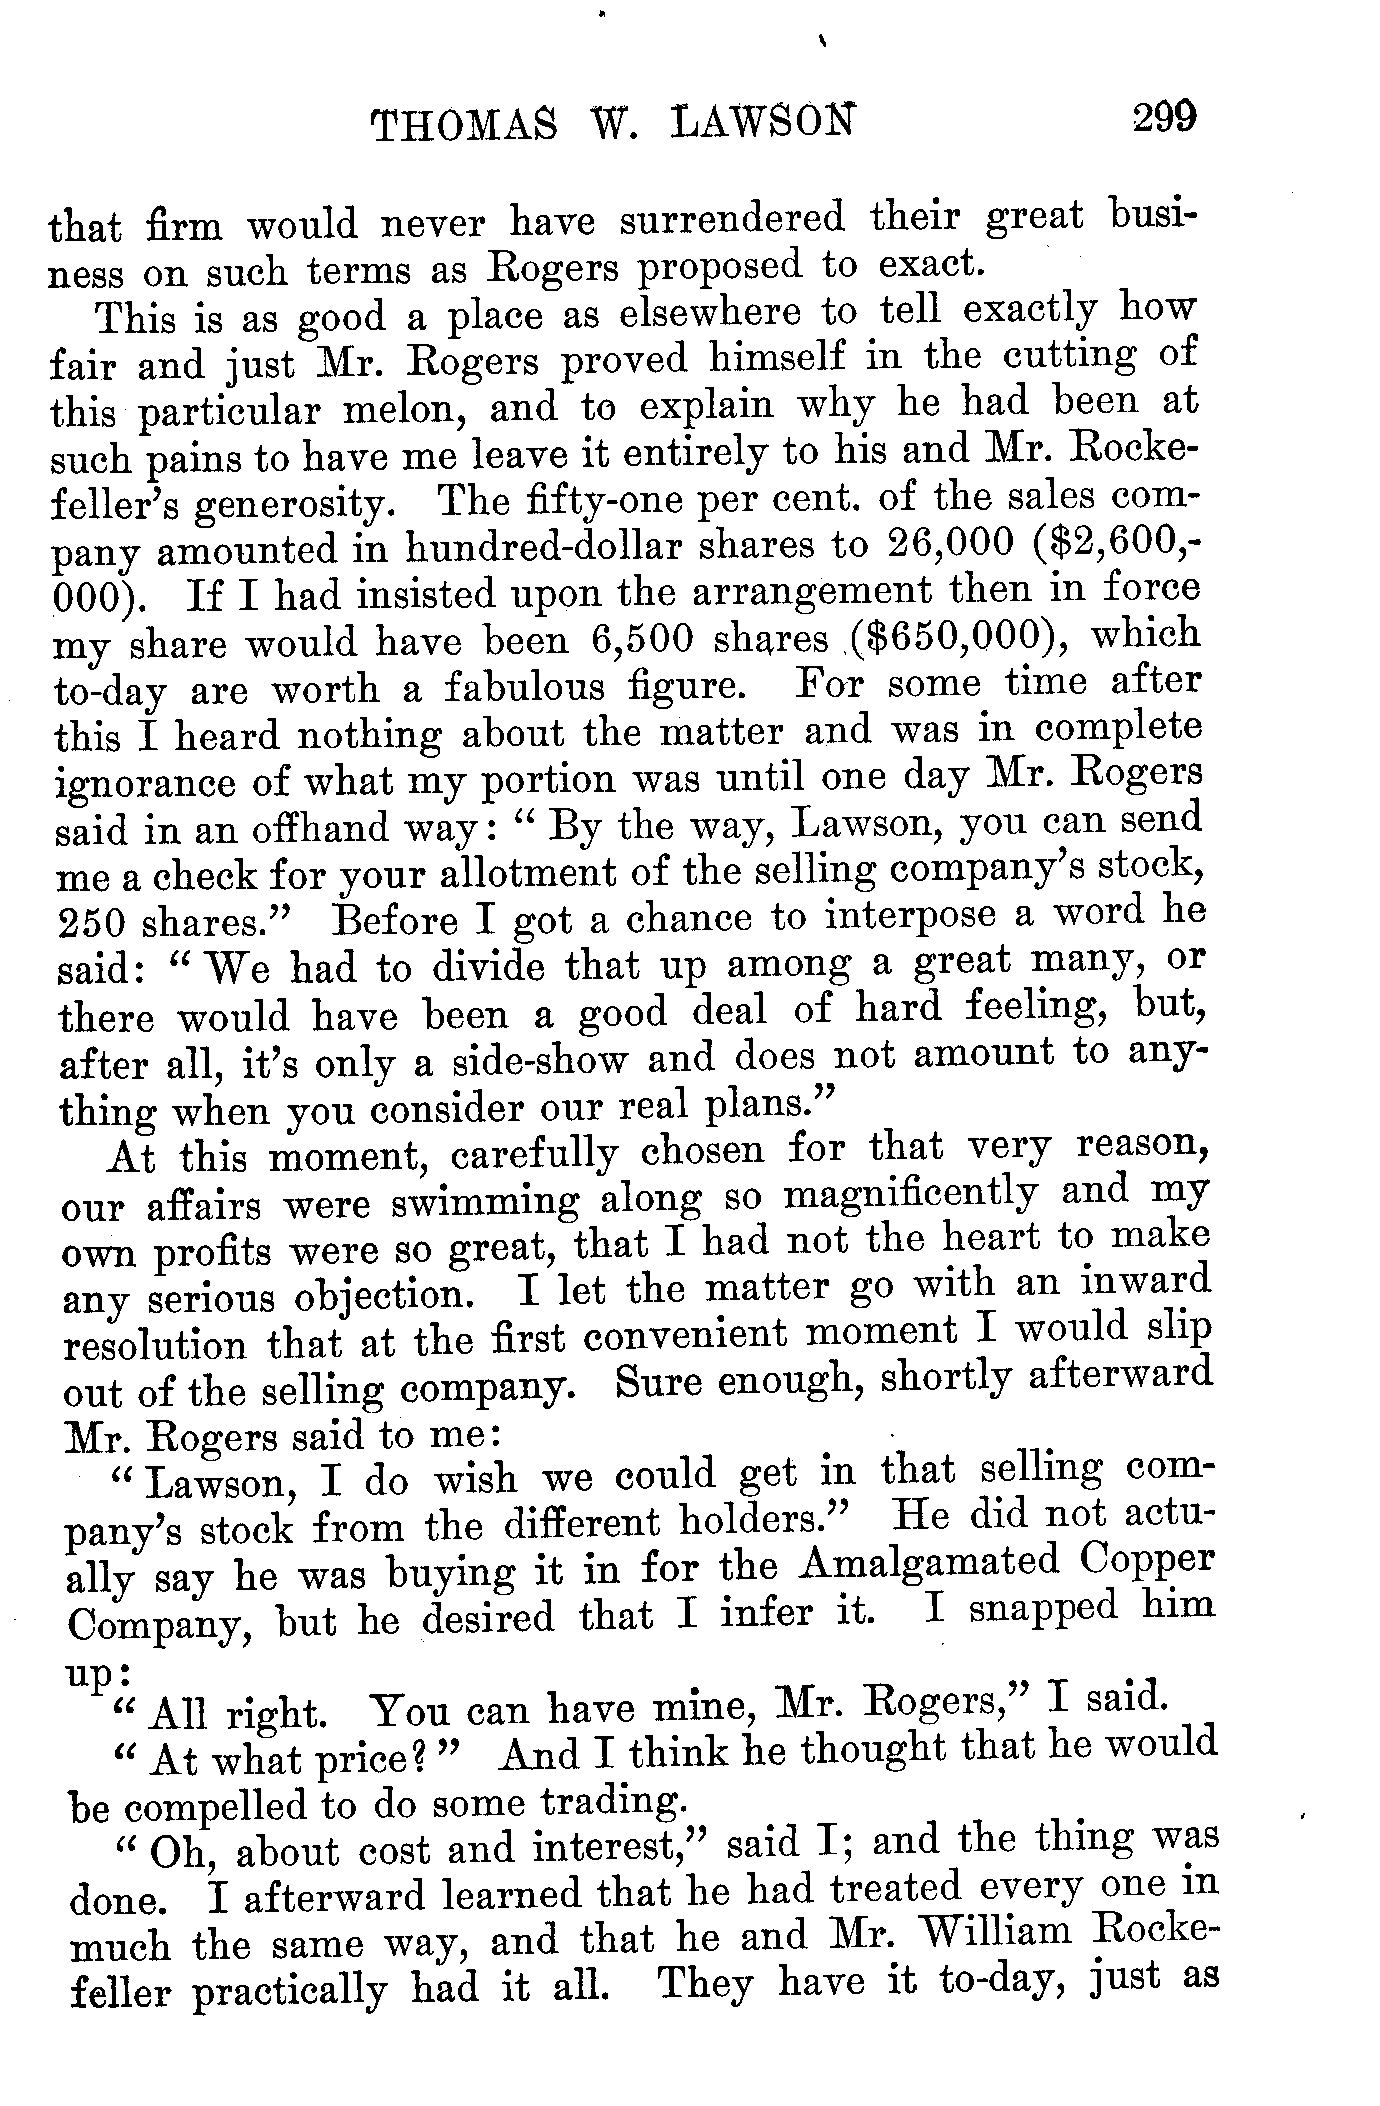 THOMAS W. LAWSON 299
that firm would never have surrendered their great busi-
ness on such terms as Rogers proposed to exact.
This is as good a place as elsewhere to tell exactly how
fair and just Mr. Rogers proved himself in the cutting of
this particular melon, and to explain why he had been at
such pains to have me leave it entirely to his and Mr. Rocke-
feller's generosity. The fifty-one per cent. of the sales com-
pany amounted in hundred-dollar shares to 26,000 ($2,600,-
000). If I had insisted upon the arrangement then in force
my share would have been 6,500 shares ($650,000), which
to-day are worth a fabulous figure. For some time after
this I heard nothing about the matter and was in complete
ignorance of what my portion was until one day Mr. Rogers
said in an offhand way: “ By the way, Lawson, you can send
me a check for your allotment of the selling company's stock,
250 shares.” Before I got a chance to interpose a word he
said: “ We had to divide that up among a great many, or
there would have been a good deal of hard feeling, but,
after all, it's only a side-show and does not amount to any-
thing when you consider our real plans.”
At this moment, carefully chosen for that very reason,
our affairs were swimming along so magnificently and my
own profits were so great, that I had not the heart to make
any serious objection. I let the matter go with an inward
resolution that at the first convenient moment I would slip
out of the selling company. Sure enough, shortly afterward
Mr. Rogers said to me:
“ Lawson, I do wish we could get in that selling com-
pany's stock from the different holders.” He did not actu-
ally say he was buying it in for the Amalgamated Copper
Company, but he desired that I infer it. I snapped him
up:
“ All right. You can have mine, Mr. Rogers,” I said.
“ At what price? ” And I think he thought that he would
be compelled to do some trading.
“ Oh, about cost and interest,” said I; and the thing was
done. I afterward learned that he had treated every one in
much the same way, and that he and Mr. William Rocke-
feller practically had it all. They have it to-day, just as